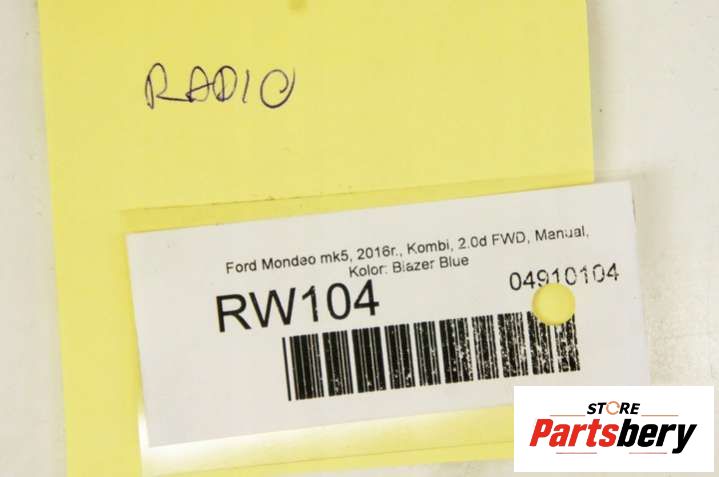 RADIO
Ford Mondeo mk5, 2016r., Kombi, 2.0d FWD, Manual,
Kolor: Blazer Blue
RW104
04910104
STORE
Partsbery